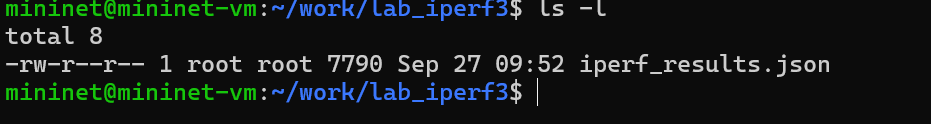 mininet@mininet-vm:~/work/lab_iperf3$ ls -l
total 8
-rw-r--r-- 1 root root 7790 Sep 27 09:52 iperf_results.json
mininet@mininet-vm:~/work/lab_iperf3$